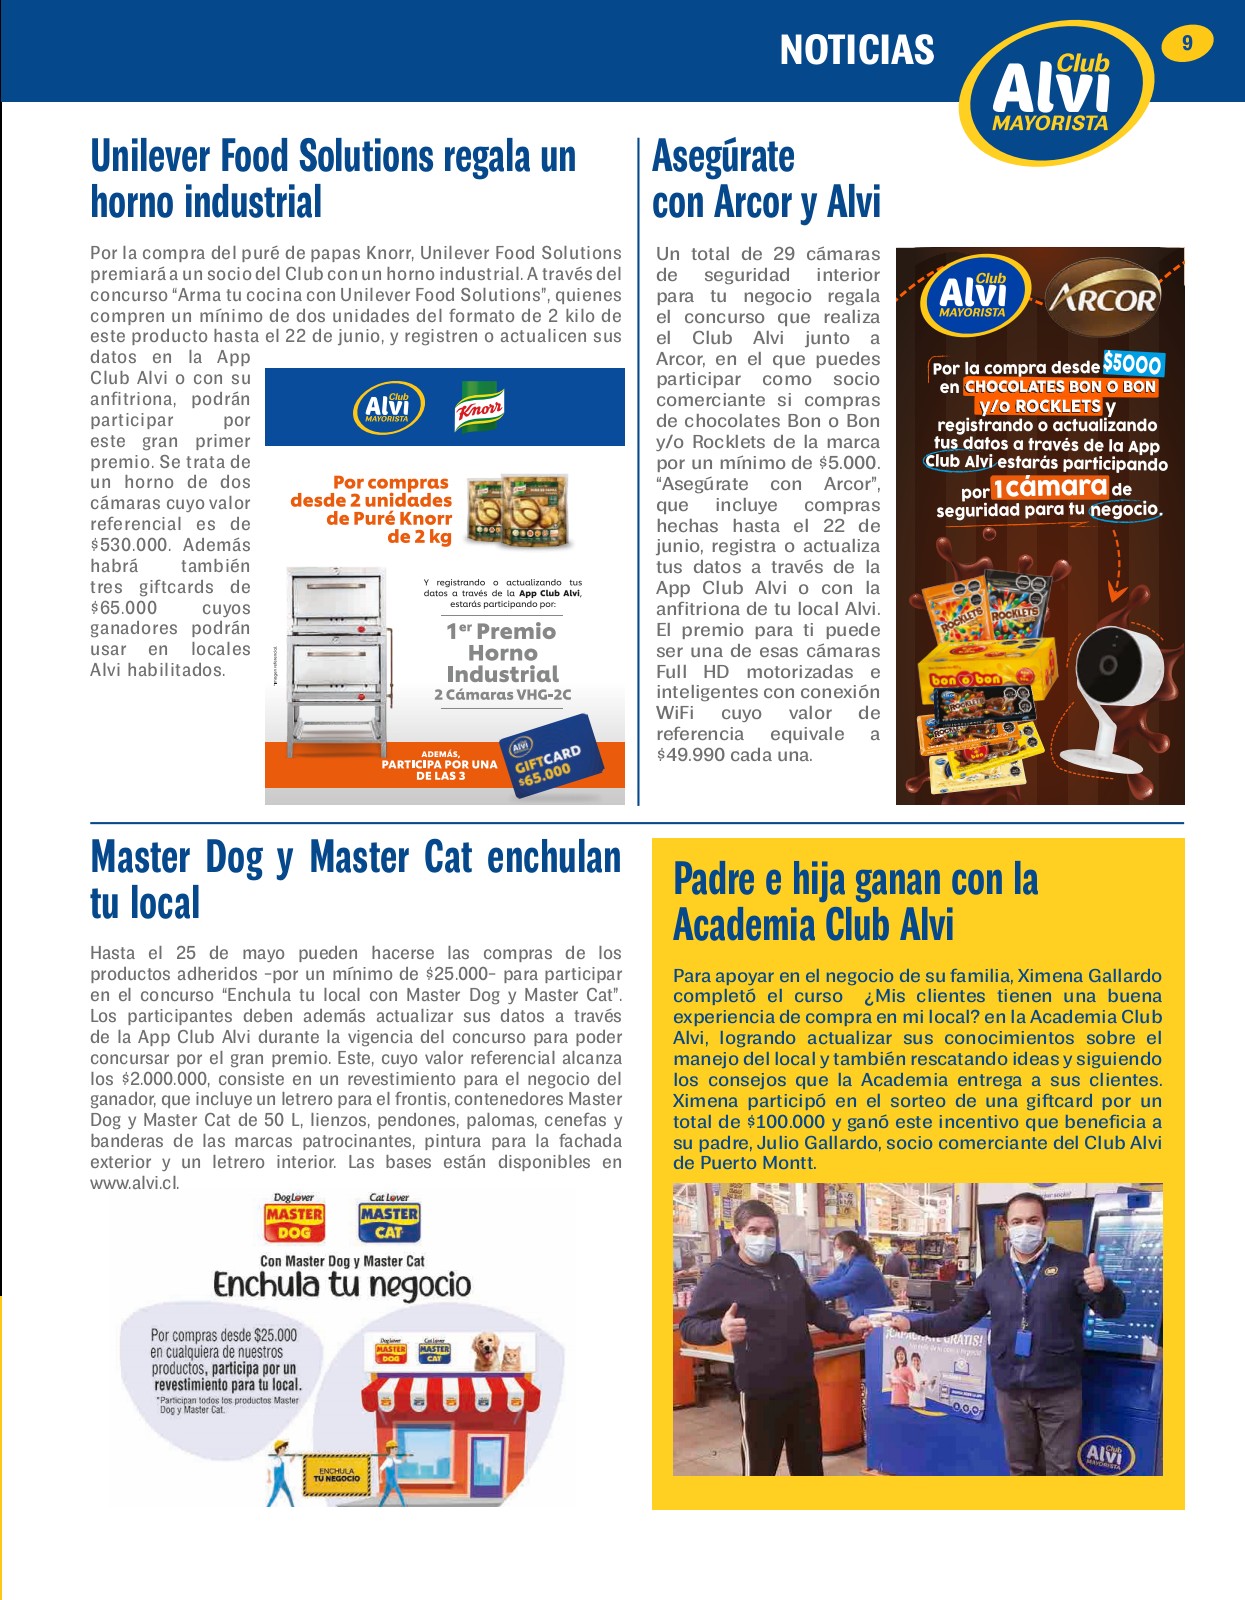 NOTICIAS
Club
Alvi
MAYORISTA
9
Unilever Food Solutions regala un
horno industrial
Por la compra del puré de papas Knorr, Unilever Food Solutions
premiará a un socio del Club con un horno industrial. A través del
concurso “Arma tu cocina con Unilever Food Solutions”, quienes
compren un mínimo de dos unidades del formato de 2 kilo de
este producto hasta el 22 de junio, y registren o actualicen sus
datos en la App
Club Alvi o con su
anfitriona, podrán
participar por
este gran primer
premio. Se trata de
un horno de dos
cámaras cuyo valor
referencial es de
$530.000. Además
habrá también
tres giftcards de
$65.000 cuyos
ganadores podrán
usar en locales
Alvi habilitados.
Club
Alvi
MAYORISTA
Knorr
Por compras
desde 2 unidades
de Puré Knorr
de 2 kg
Y registrando o actualizando tus
datos a través de la App Club Alvi,
estarás participando por:
1er Premio
Horno
Industrial
2 Cámaras VHG-2C
ADEMÁS,
PARTICIPA POR UNA
DE LAS 3
Alvi
GIFTCARD
$65.000
Asegúrate
con Arcor y Alvi
Un total de 29 cámaras
de seguridad interior
para tu negocio regala
el concurso que realiza
el Club Alvi junto a
Arcor, en el que puedes
participar como socio
comerciante si compras
de chocolates Bon o Bon
y/o Rocklets de la marca
por un mínimo de $5.000.
“Asegúrate con Arcor”,
que incluye compras
hechas hasta el 22 de
junio, registra o actualiza
tus datos a través de la
App Club Alvi o con la
anfitriona de tu local Alvi.
El premio para ti puede
ser una de esas cámaras
Full HD motorizadas e
inteligentes con conexión
WiFi cuyo valor de
referencia equivale a
$49.990 cada una.
Club
Alvi
MAYORISTA
ARCOR
Por la compra desde $5000
en CHOCOLATES BON O BON
y/o ROCKLETS y
registrando o actualizando
tus datos a través de la App
Club Alvi estarás participando
por 1 cámara de
seguridad para tu negocio.
ROCKLETS
ROCKLETS
bon o bon
ROCKLETS
ROCKLETS
Master Dog y Master Cat enchulan
tu local
Hasta el 25 de mayo pueden hacerse las compras de los
productos adheridos –por un mínimo de $25.000– para participar
en el concurso “Enchula tu local con Master Dog y Master Cat”.
Los participantes deben además actualizar sus datos a través
de la App Club Alvi durante la vigencia del concurso para poder
concursar por el gran premio. Este, cuyo valor referencial alcanza
los $2.000.000, consiste en un revestimiento para el negocio del
ganador, que incluye un letrero para el frontis, contenedores Master
Dog y Master Cat de 50 L, lienzos, pendones, palomas, cenefas y
banderas de las marcas patrocinantes, pintura para la fachada
exterior y un letrero interior. Las bases están disponibles en
www.alvi.cl.
DogLover
MASTER
DOG
Cat Lover
MASTER
CAT
Con Master Dog y Master Cat
Enchula tu negocio
Por compras desde $25.000
en cualquiera de nuestros
productos, participa por un
revestimiento para tu local.
*Participan todos los productos Master
Dog y Master Cat.
DogLover
MASTER
DOG
Cat Lover
MASTER
CAT
ENCHULA
TU NEGOCIO
Padre e hija ganan con la
Academia Club Alvi
Para apoyar en el negocio de su familia, Ximena Gallardo
completó el curso ¿Mis clientes tienen una buena
experiencia de compra en mi local? en la Academia Club
Alvi, logrando actualizar sus conocimientos sobre el
manejo del local y también rescatando ideas y siguiendo
los consejos que la Academia entrega a sus clientes.
Ximena participó en el sorteo de una giftcard por un
total de $100.000 y ganó este incentivo que beneficia a
su padre, Julio Gallardo, socio comerciante del Club Alvi
de Puerto Montt.
¡CAPACÍTATE GRATIS!
Club
Alvi
MAYORISTA